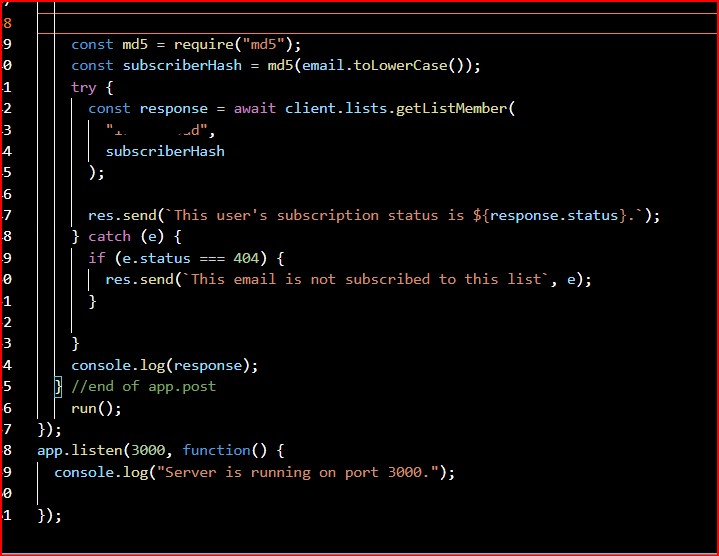 8
9 const md5 = require("md5");
0 const subscriberHash = md5(email.toLowerCase());
1 try {
2 const response = await client.lists.getListMember(
3 " ",
4 subscriberHash
5 );
6
7 res.send(`This user's subscription status is ${response.status}.`);
8 } catch (e) {
9 if (e.status === 404) {
0 res.send(`This email is not subscribed to this list`, e);
1 }
2
3 }
4 console.log(response);
5 } //end of app.post
6 run();
7 });
8 app.listen(3000, function() {
9 console.log("Server is running on port 3000.");
0
1 });